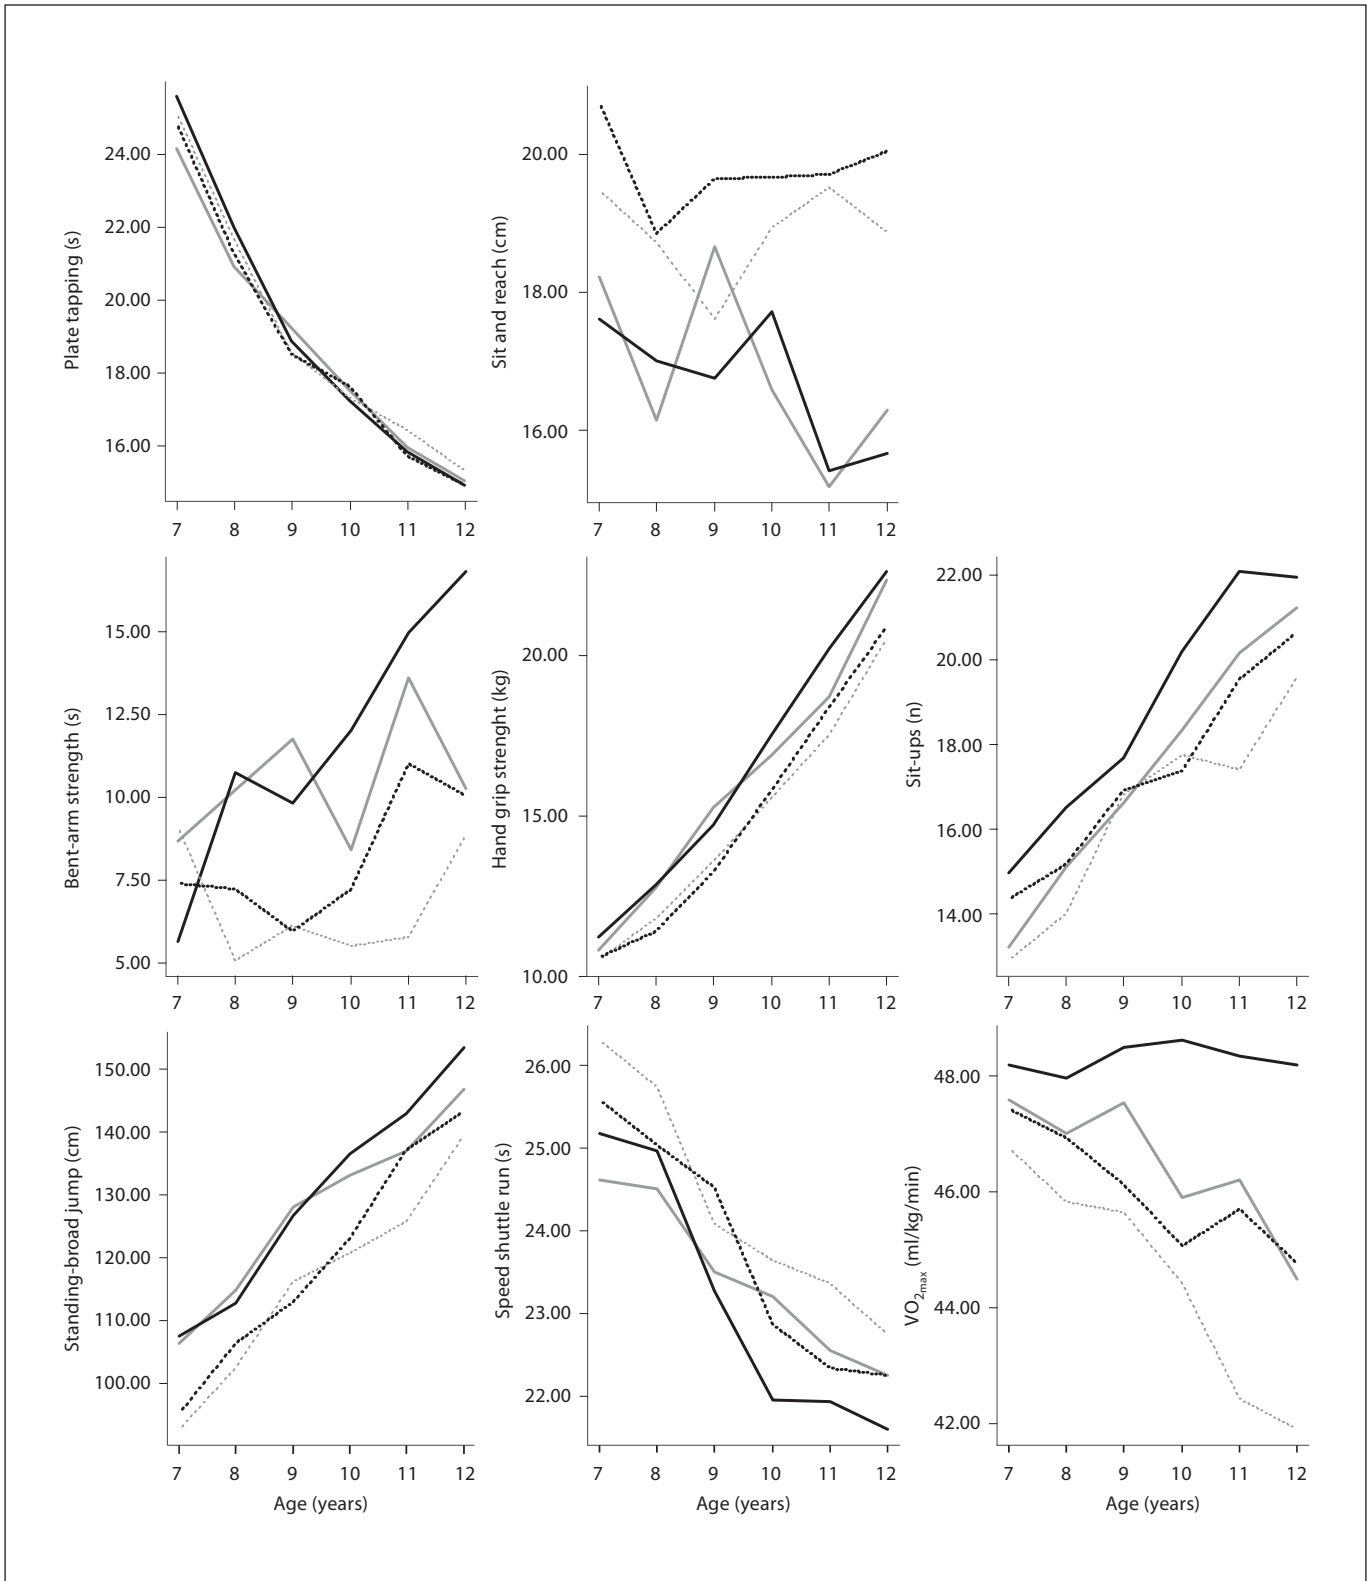 Plate tapping (s)
24.00
22.00
20.00
18.00
16.00
7 8 9 10 11 12
Sit and reach (cm)
20.00
18.00
16.00
7 8 9 10 11 12
Bent-arm strength (s)
15.00
12.50
10.00
7.50
5.00
7 8 9 10 11 12
Hand grip strenght (kg)
20.00
15.00
10.00
7 8 9 10 11 12
Sit-ups (n)
22.00
20.00
18.00
16.00
14.00
7 8 9 10 11 12
Standing-broad jump (cm)
150.00
140.00
130.00
120.00
110.00
100.00
7 8 9 10 11 12
Age (years)
Speed shuttle run (s)
26.00
25.00
24.00
23.00
22.00
7 8 9 10 11 12
Age (years)
VO2max (ml/kg/min)
48.00
46.00
44.00
42.00
7 8 9 10 11 12
Age (years)